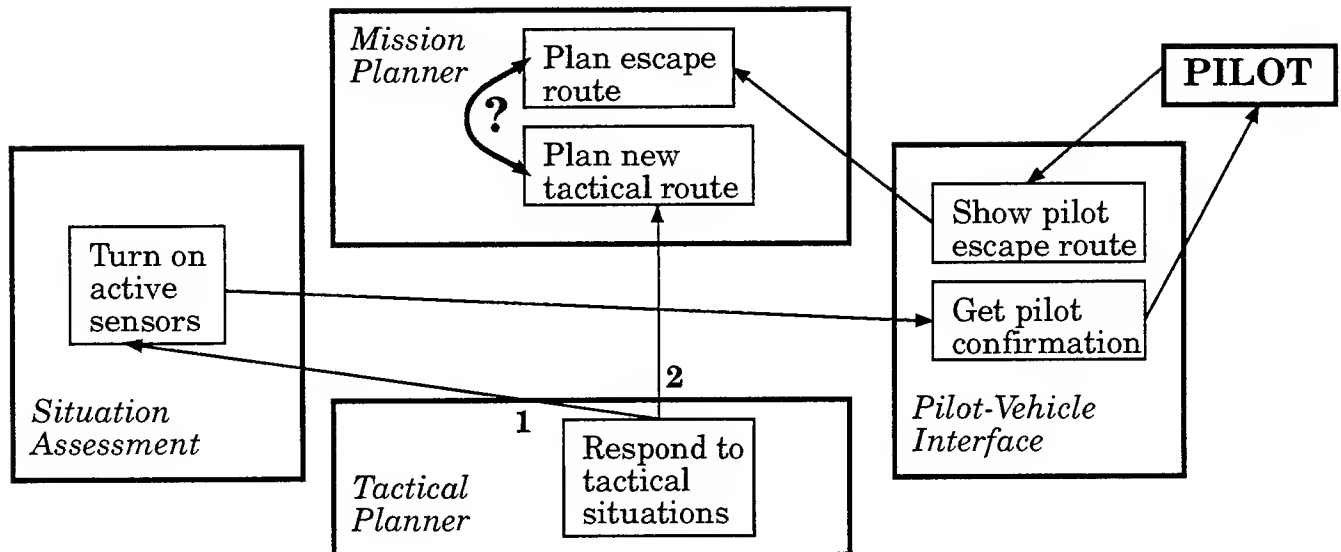 Mission
Planner
Plan escape
route
?
Plan new
tactical route
PILOT
Show pilot
escape route
Get pilot
confirmation
Pilot-Vehicle
Interface
Turn on
active
sensors
Situation
Assessment
1
2
Respond to
tactical
situations
Tactical
Planner